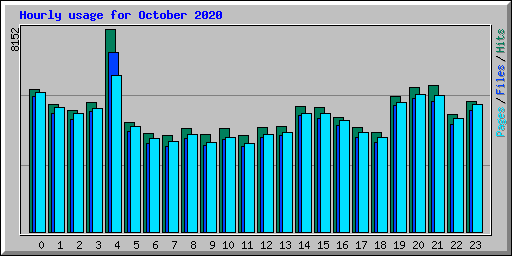 Hourly usage for October 2020
8152
Pages / Files / Hits
0 1 2 3 4 5 6 7 8 9 10 11 12 13 14 15 16 17 18 19 20 21 22 23